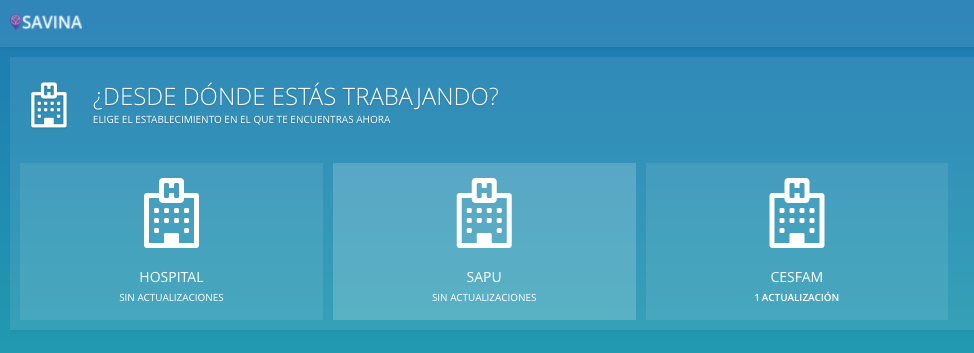 SAVINA
¿DESDE DÓNDE ESTÁS TRABAJANDO?
ELIGE EL ESTABLECIMIENTO EN EL QUE TE ENCUENTRAS AHORA
H
H
H
H
HOSPITAL
SIN ACTUALIZACIONES
SAPU
SIN ACTUALIZACIONES
CESFAM
1 ACTUALIZACIÓN